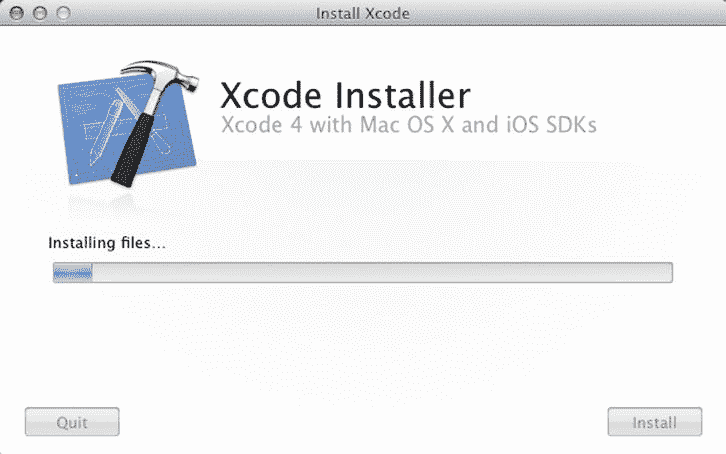 Install Xcode
Xcode Installer
Xcode 4 with Mac OS X and iOS SDKs
Installing files...
Quit
Install